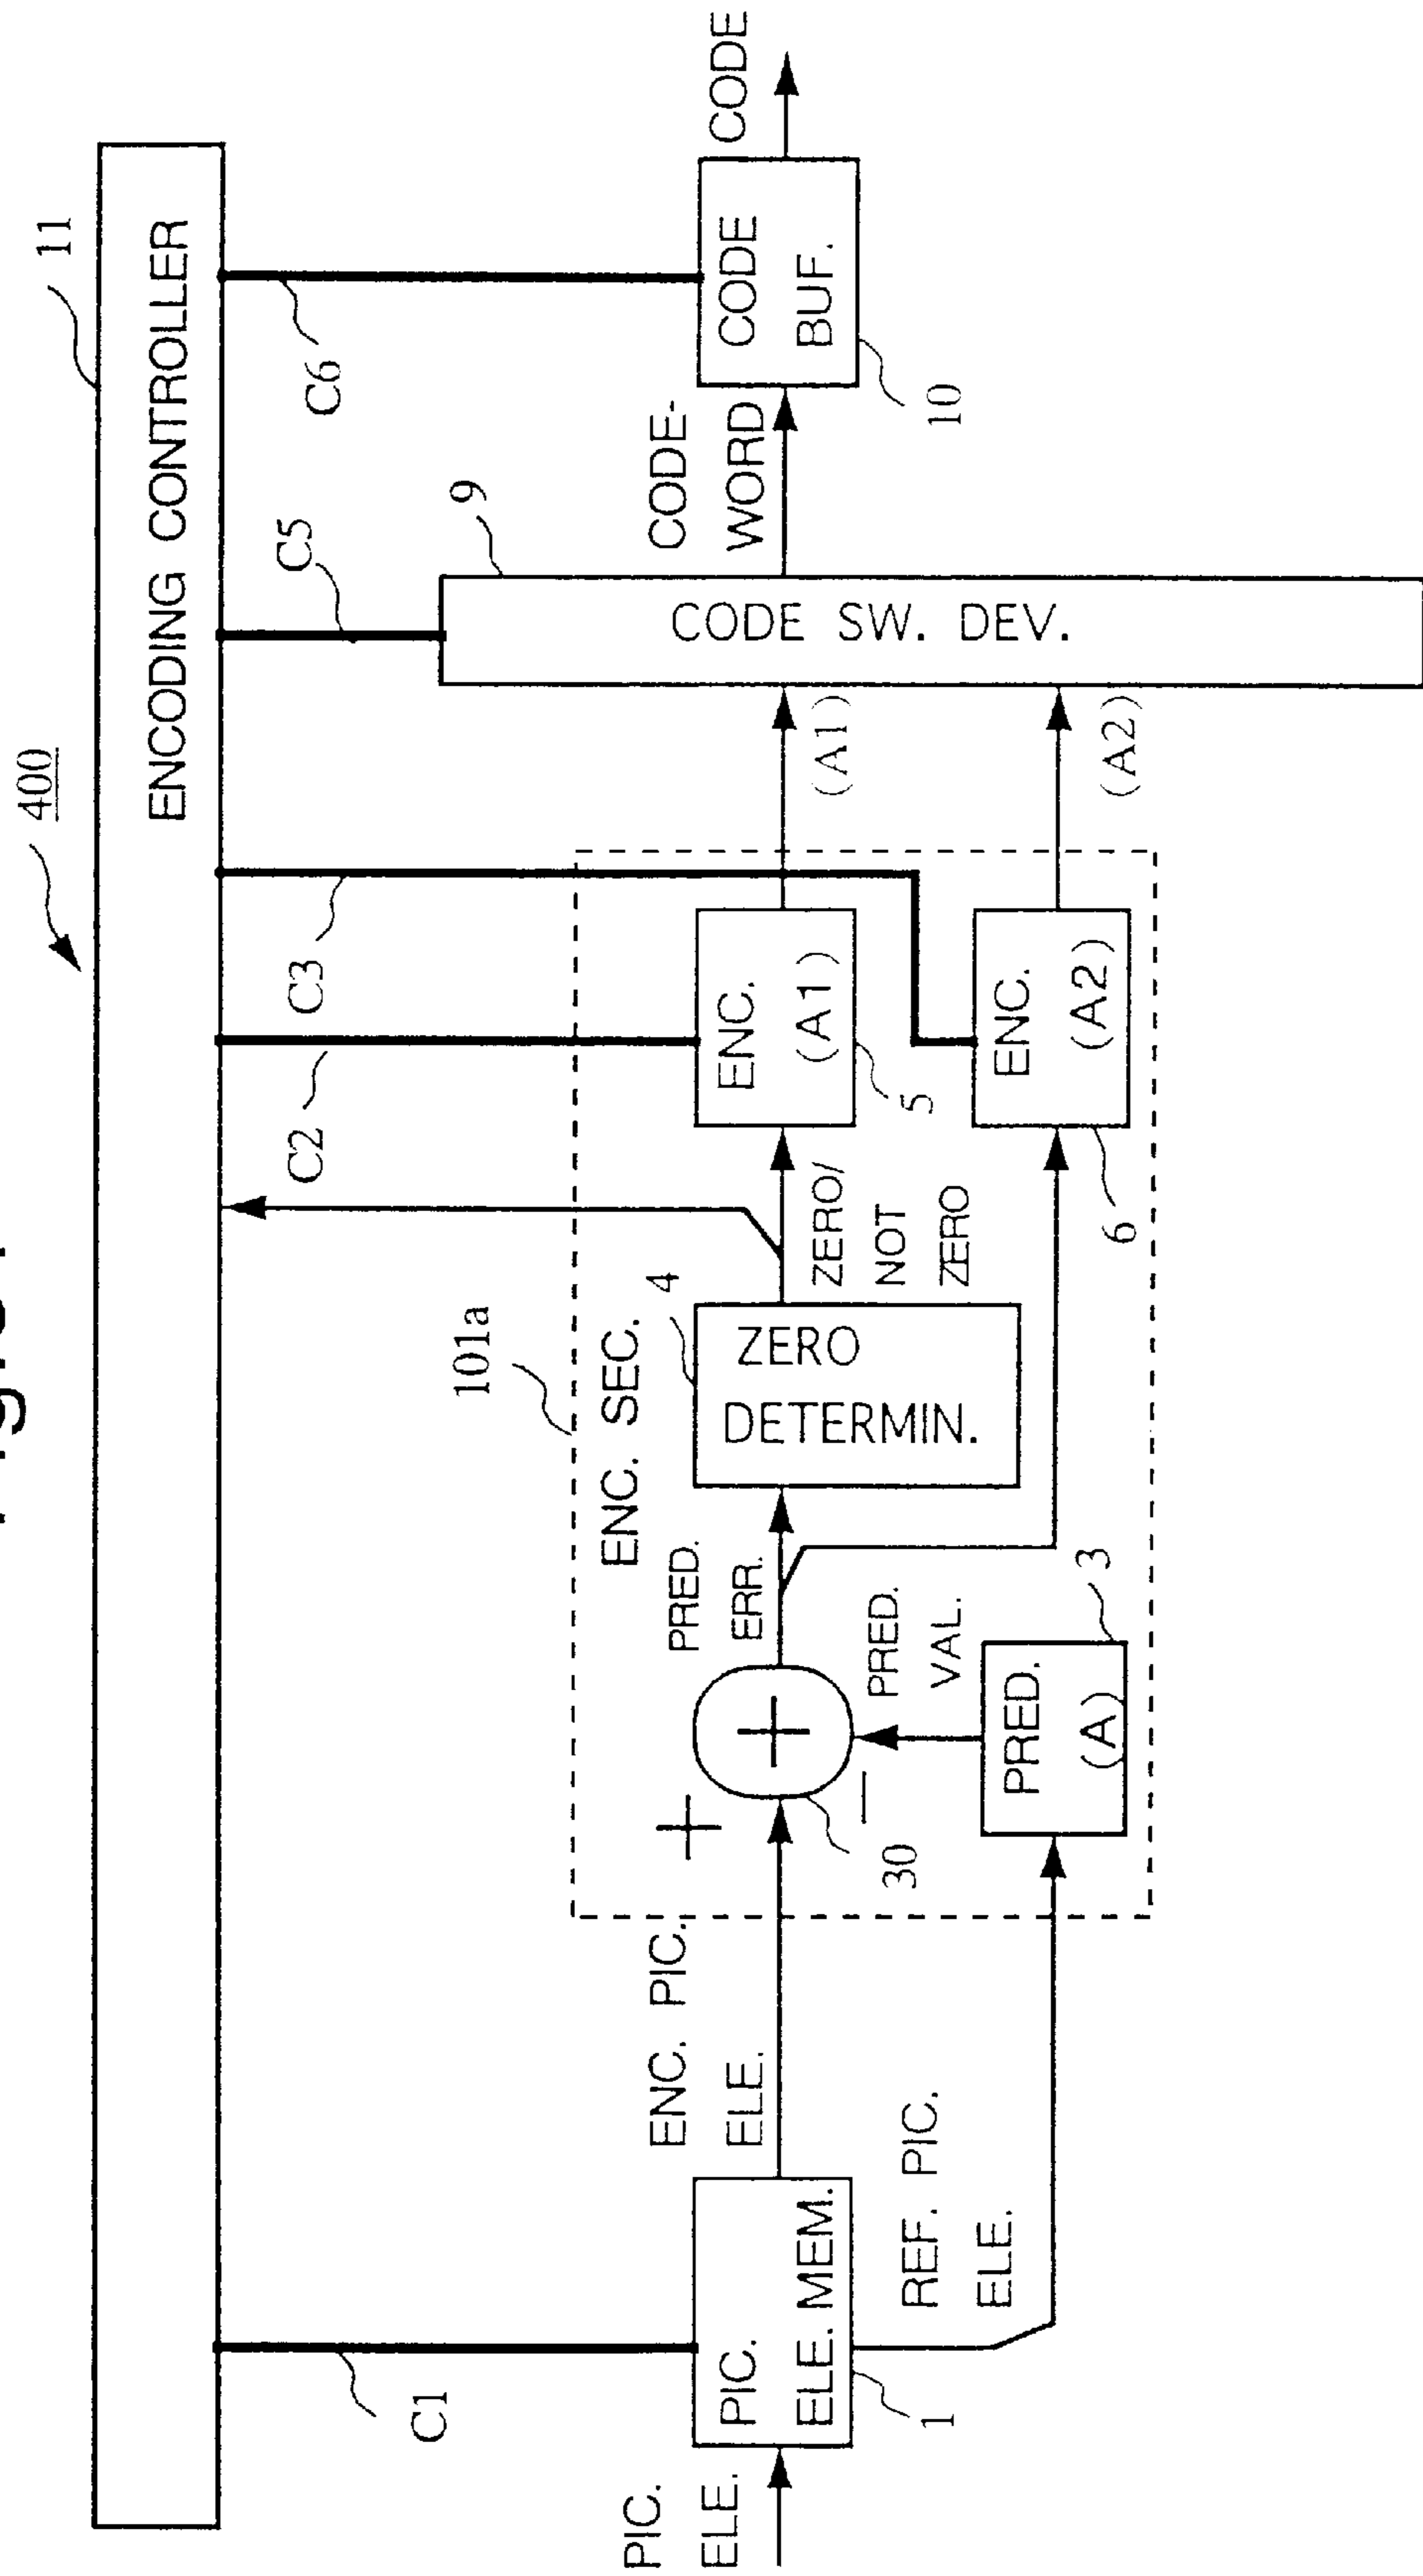 400
11
ENCODING CONTROLLER
C1
C2
C3
C5
C6
PIC.
ELE.
PIC.
ELE. MEM.
1
ENC. PIC.
ELE.
REF. PIC.
ELE.
101a
ENC. SEC.
+
+
−
30
PRED.
ERR.
PRED.
VAL.
PRED.
(A)
3
4
ZERO
DETERMIN.
ZERO/
NOT
ZERO
ENC.
(A1)
5
ENC.
(A2)
6
(A1)
(A2)
9
CODE SW. DEV.
CODE-
WORD
CODE
BUF.
10
CODE